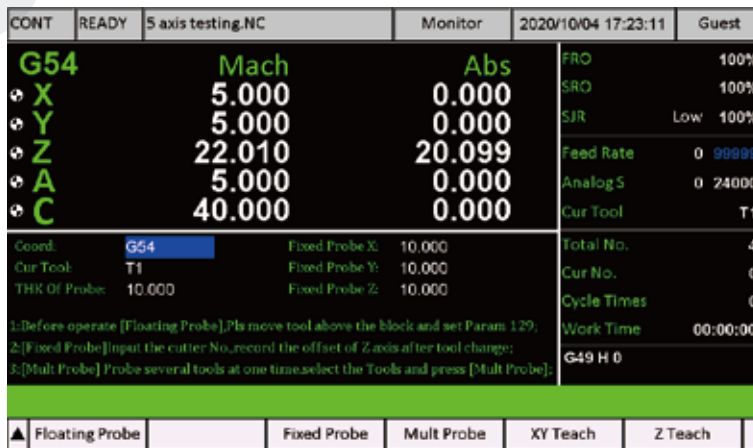 CONT READY 5 axis testing.NC Monitor 2020/10/04 17:23:11 Guest
G54 Mach Abs
X 5.000 0.000
Y 5.000 0.000
Z 22.010 20.099
A 5.000 0.000
C 40.000 0.000
FRO 100%
SRO 100%
SJR Low 100%
Feed Rate 0 99999
Analog S 0 24000
Cur Tool T1
Coord: G54 Fixed Probe X: 10.000
Cur Tool: T1 Fixed Probe Y: 10.000
THK Of Probe: 10.000 Fixed Probe Z: 10.000
1:Before operate [Floating Probe],Pls move tool above the block and set Param 129;
2:[Fixed Probe]Input the cutter No.,record the offset of Z axis after tool change;
3:[Mult Probe] Probe several tools at one time,select the Tools and press [Mult Probe];
Total No.
Cur No.
Cycle Times
Work Time 00:00:00
G49 H 0
Floating Probe Fixed Probe Mult Probe XY Teach Z Teach